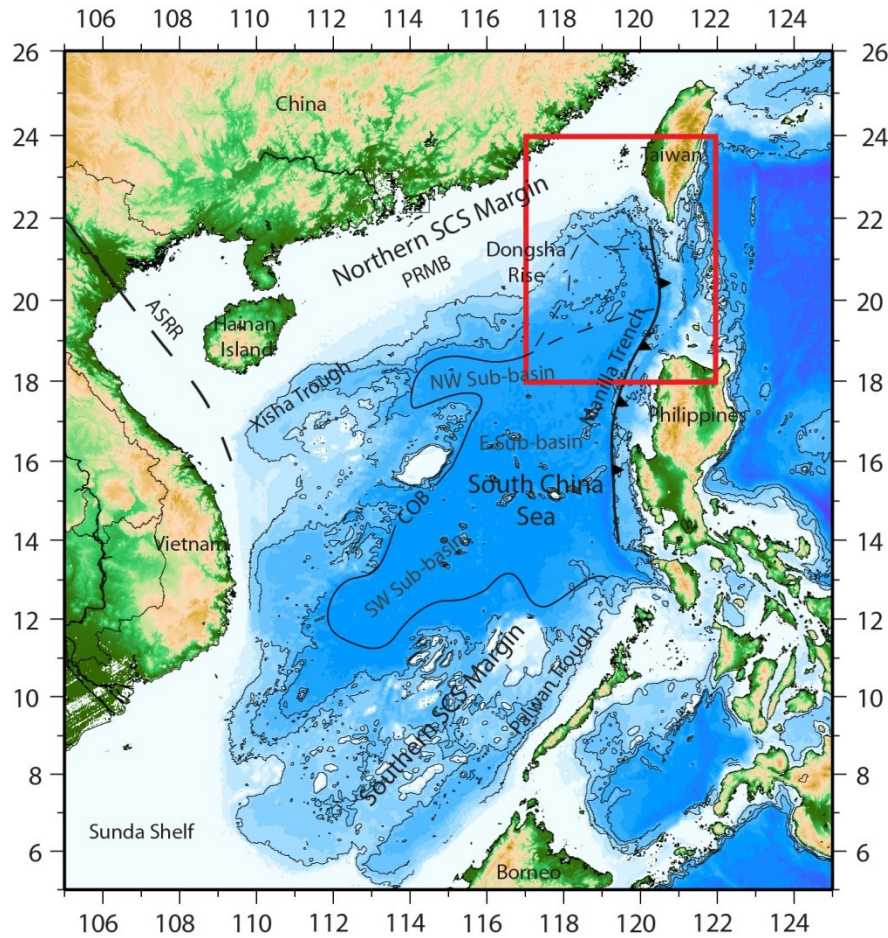 106 108 110 112 114 116 118 120 122 124
26 26
China
24 24
Taiwan
22 22
Northern SCS Margin
PRMB
Dongsha
Rise
20 20
ASRR
Hainan
Island
Manilla Trench
18 18
NW Sub-basin
Xisha Trough
Philippines
E Sub-basin
16 16
South China
Sea
COB
14 14
Vietnam
SW Sub-basin
12 12
Southern SCS Margin
Palwan Trough
10 10
8 8
Sunda Shelf
6 6
Borneo
106 108 110 112 114 116 118 120 122 124